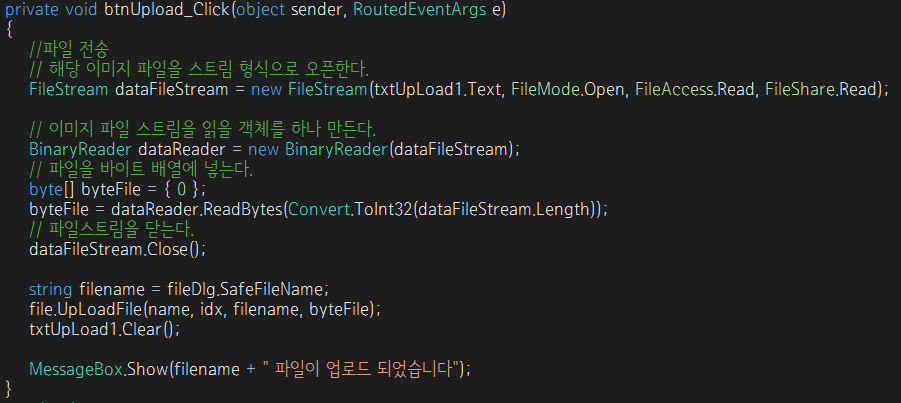 private void btnUpload_Click(object sender, RoutedEventArgs e)
{
//파일 전송
// 해당 이미지 파일을 스트림 형식으로 오픈한다.
FileStream dataFileStream = new FileStream(txtUpLoad1.Text, FileMode.Open, FileAccess.Read, FileShare.Read);
// 이미지 파일 스트림을 읽을 객체를 하나 만든다.
BinaryReader dataReader = new BinaryReader(dataFileStream);
// 파일을 바이트 배열에 넣는다.
byte[] byteFile = { 0 };
byteFile = dataReader.ReadBytes(Convert.ToInt32(dataFileStream.Length));
// 파일스트림을 닫는다.
dataFileStream.Close();
string filename = fileDlg.SafeFileName;
file.UpLoadFile(name, idx, filename, byteFile);
txtUpLoad1.Clear();
MessageBox.Show(filename + " 파일이 업로드 되었습니다");
}